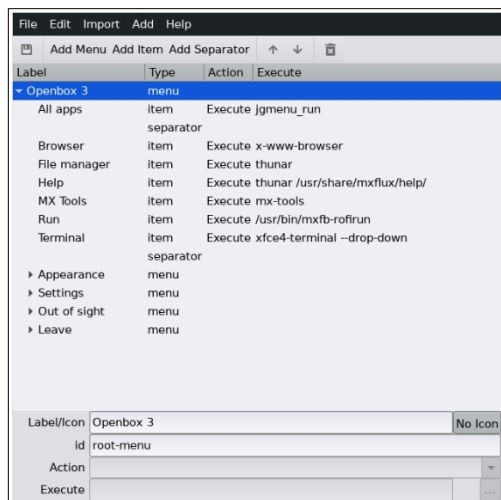 File Edit Import Add Help
Add Menu Add Item Add Separator
Label Type Action Execute
Openbox 3 menu
All apps item Execute jgmenu_run
separator
Browser item Execute x-www-browser
File manager item Execute thunar
Help item Execute thunar /usr/share/mxflux/help/
MX Tools item Execute mx-tools
Run item Execute /usr/bin/mxfb-rofirun
Terminal item Execute xfce4-terminal --drop-down
separator
Appearance menu
Settings menu
Out of sight menu
Leave menu
Label/Icon Openbox 3 No Icon
id root-menu
Action
Execute ...